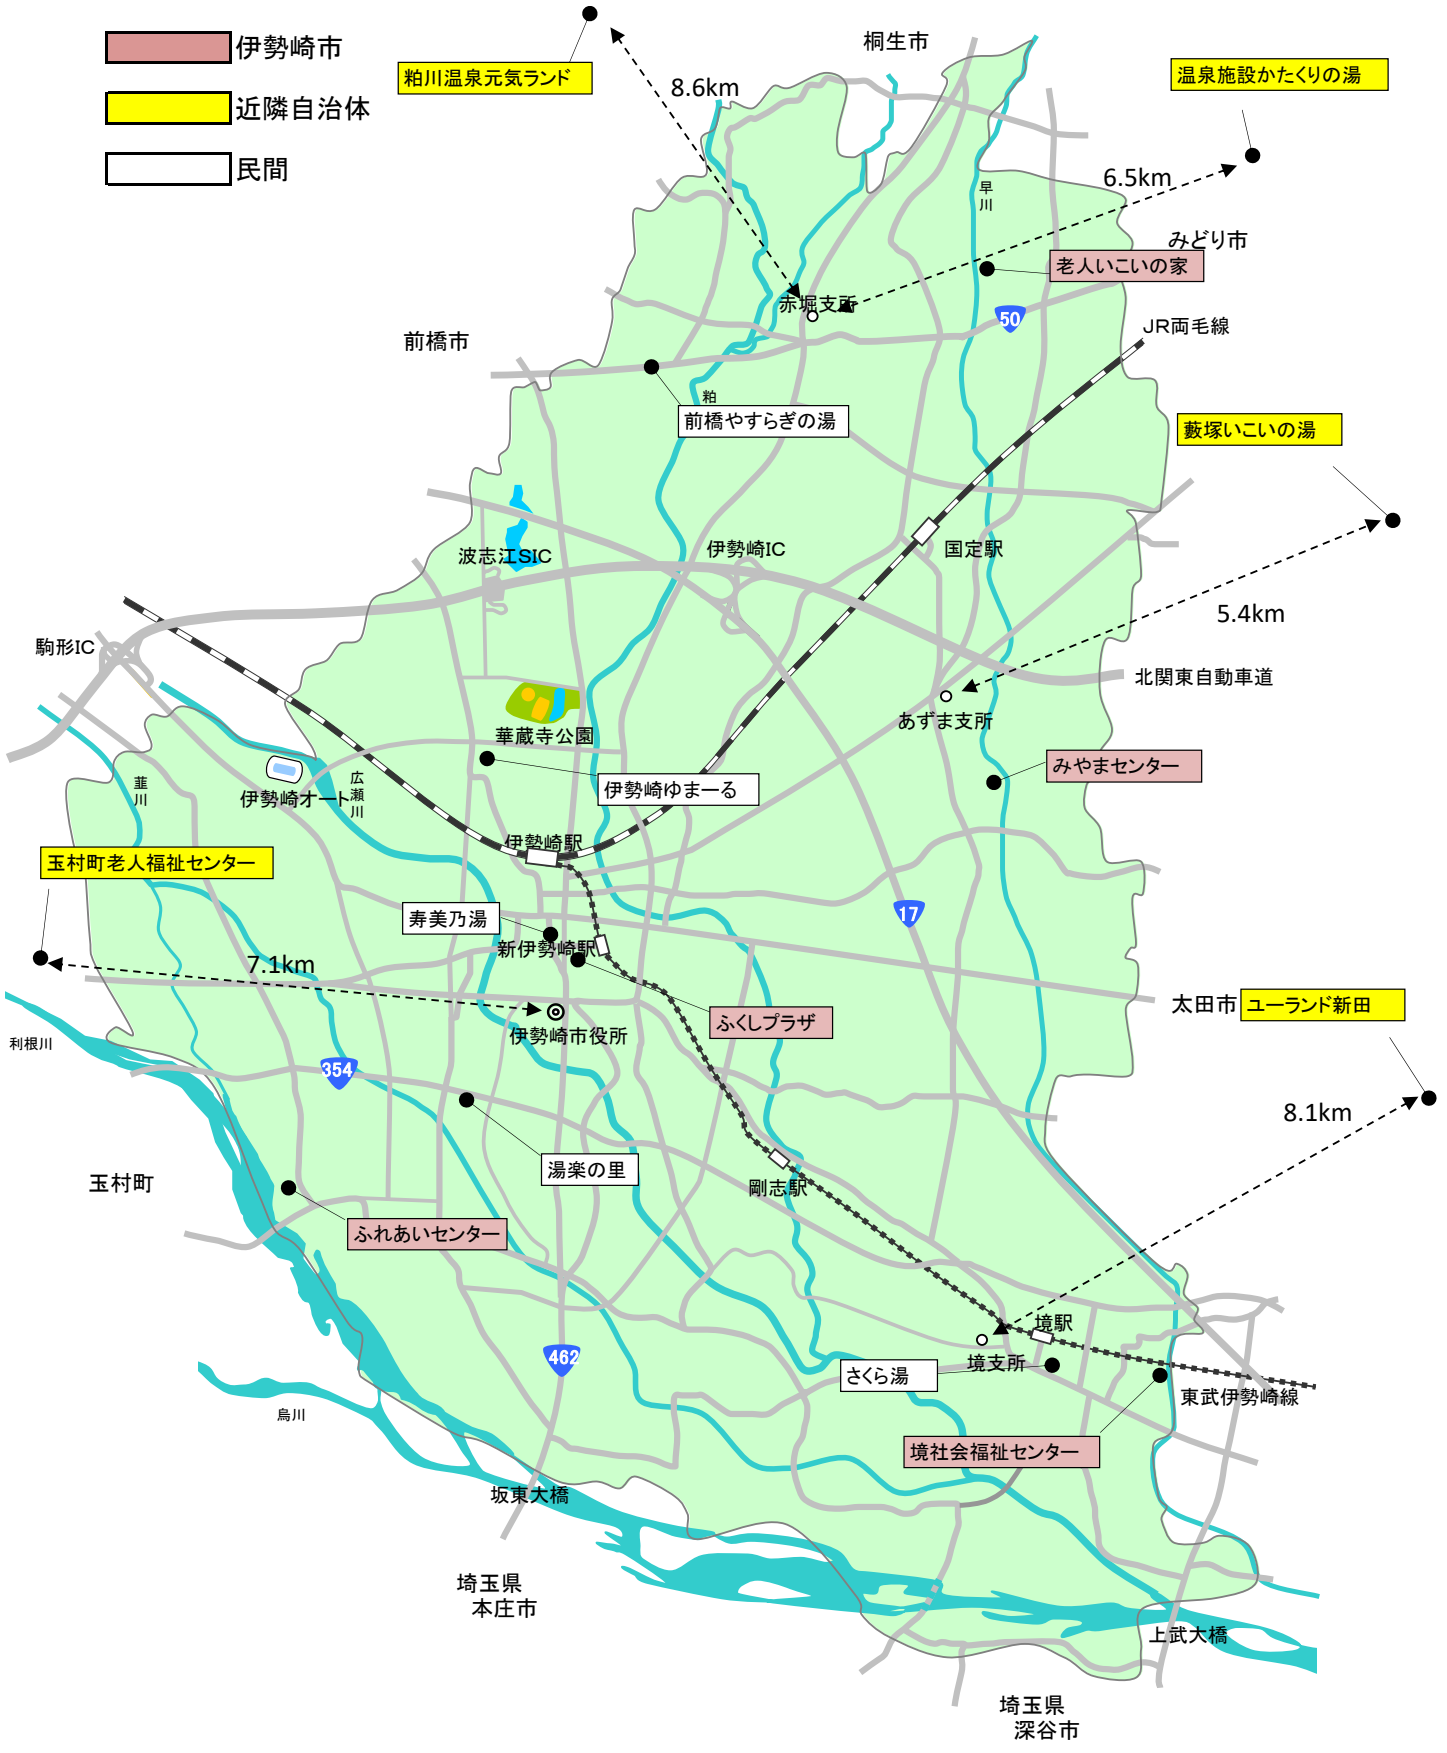 伊勢崎市
近隣自治体
民間
粕川温泉元気ランド
8.6km
桐生市
温泉施設かたくりの湯
6.5km
早川
みどり市
老人いこいの家
赤堀支所
50
JR両毛線
前橋市
粕
前橋やすらぎの湯
藪塚いこいの湯
波志江SIC
伊勢崎IC
国定駅
5.4km
駒形IC
北関東自動車道
あずま支所
華蔵寺公園
みやまセンター
伊勢崎ゆまーる
韮川
伊勢崎オート
広瀬川
伊勢崎駅
玉村町老人福祉センター
寿美乃湯
17
新伊勢崎駅
7.1km
太田市
ユーランド新田
ふくしプラザ
伊勢崎市役所
利根川
354
8.1km
湯楽の里
玉村町
剛志駅
ふれあいセンター
境駅
462
境支所
さくら湯
東武伊勢崎線
烏川
境社会福祉センター
坂東大橋
埼玉県
本庄市
上武大橋
埼玉県
深谷市